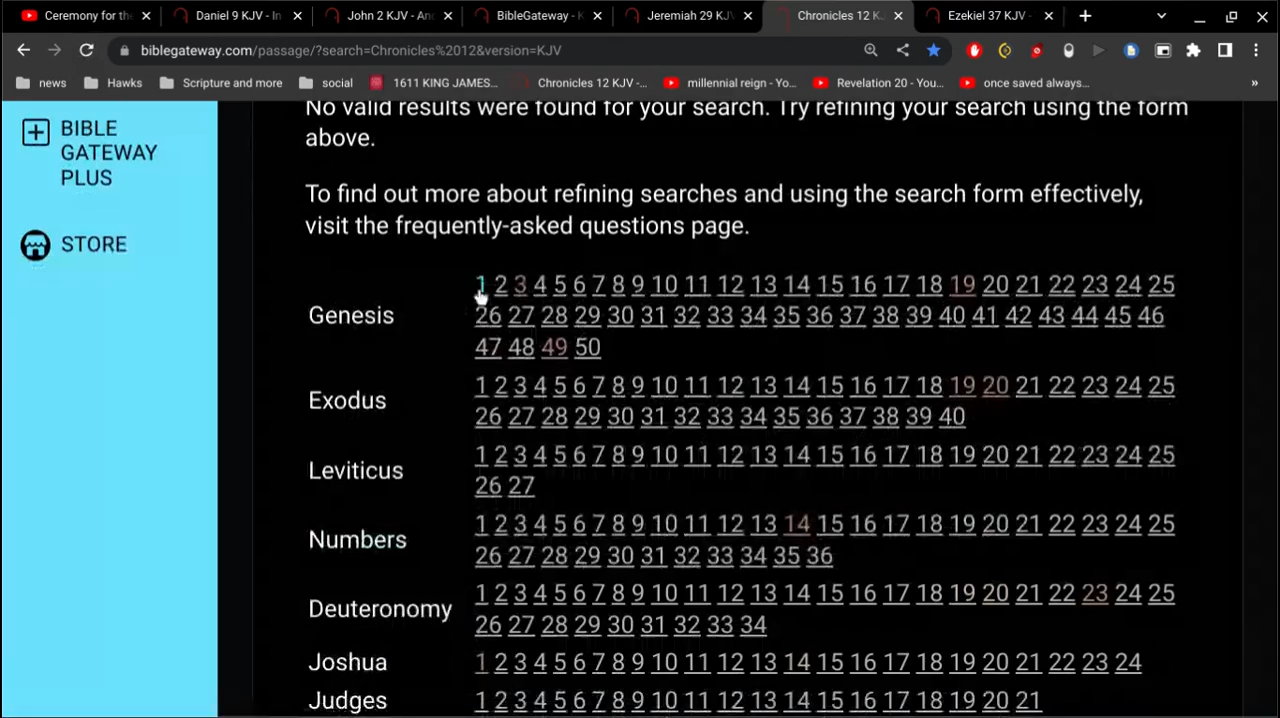 Ceremony for the
Daniel 9 KJV - In
John 2 KJV - An
BibleGateway - K
Jeremiah 29 KJV
Chronicles 12 KJ
Ezekiel 37 KJV -
biblegateway.com/passage/?search=Chronicles%2012&version=KJV
news
Hawks
Scripture and more
social
1611 KING JAMES...
Chronicles 12 KJV -...
millennial reign - Yo...
Revelation 20 - You...
once saved always...
»
BIBLE
GATEWAY
PLUS
STORE
No valid results were found for your search. Try refining your search using the form
above.
To find out more about refining searches and using the search form effectively,
visit the frequently-asked questions page.
Genesis
1 2 3 4 5 6 7 8 9 10 11 12 13 14 15 16 17 18 19 20 21 22 23 24 25
26 27 28 29 30 31 32 33 34 35 36 37 38 39 40 41 42 43 44 45 46
47 48 49 50
Exodus
1 2 3 4 5 6 7 8 9 10 11 12 13 14 15 16 17 18 19 20 21 22 23 24 25
26 27 28 29 30 31 32 33 34 35 36 37 38 39 40
Leviticus
1 2 3 4 5 6 7 8 9 10 11 12 13 14 15 16 17 18 19 20 21 22 23 24 25
26 27
Numbers
1 2 3 4 5 6 7 8 9 10 11 12 13 14 15 16 17 18 19 20 21 22 23 24 25
26 27 28 29 30 31 32 33 34 35 36
Deuteronomy
1 2 3 4 5 6 7 8 9 10 11 12 13 14 15 16 17 18 19 20 21 22 23 24 25
26 27 28 29 30 31 32 33 34
Joshua
1 2 3 4 5 6 7 8 9 10 11 12 13 14 15 16 17 18 19 20 21 22 23 24
Judges
1 2 3 4 5 6 7 8 9 10 11 12 13 14 15 16 17 18 19 20 21